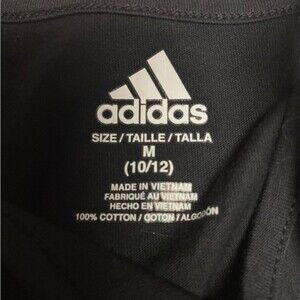 adidas
SIZE / TAILLE / TALLA
M
(10/12)
MADE IN VIETNAM
FABRIQUÉ AU VIETNAM
HECHO EN VIETNAM
100% COTTON / COTON / ALGODÓN